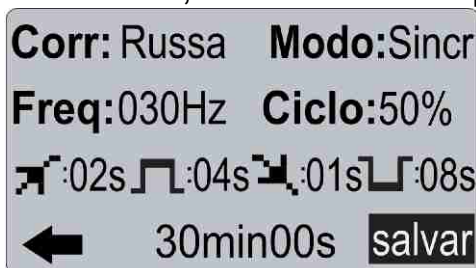 Corr: Russa Modo:Sincr
Freq:030Hz Ciclo:50%
:02s :04s :01s :08s
30min00s salvar